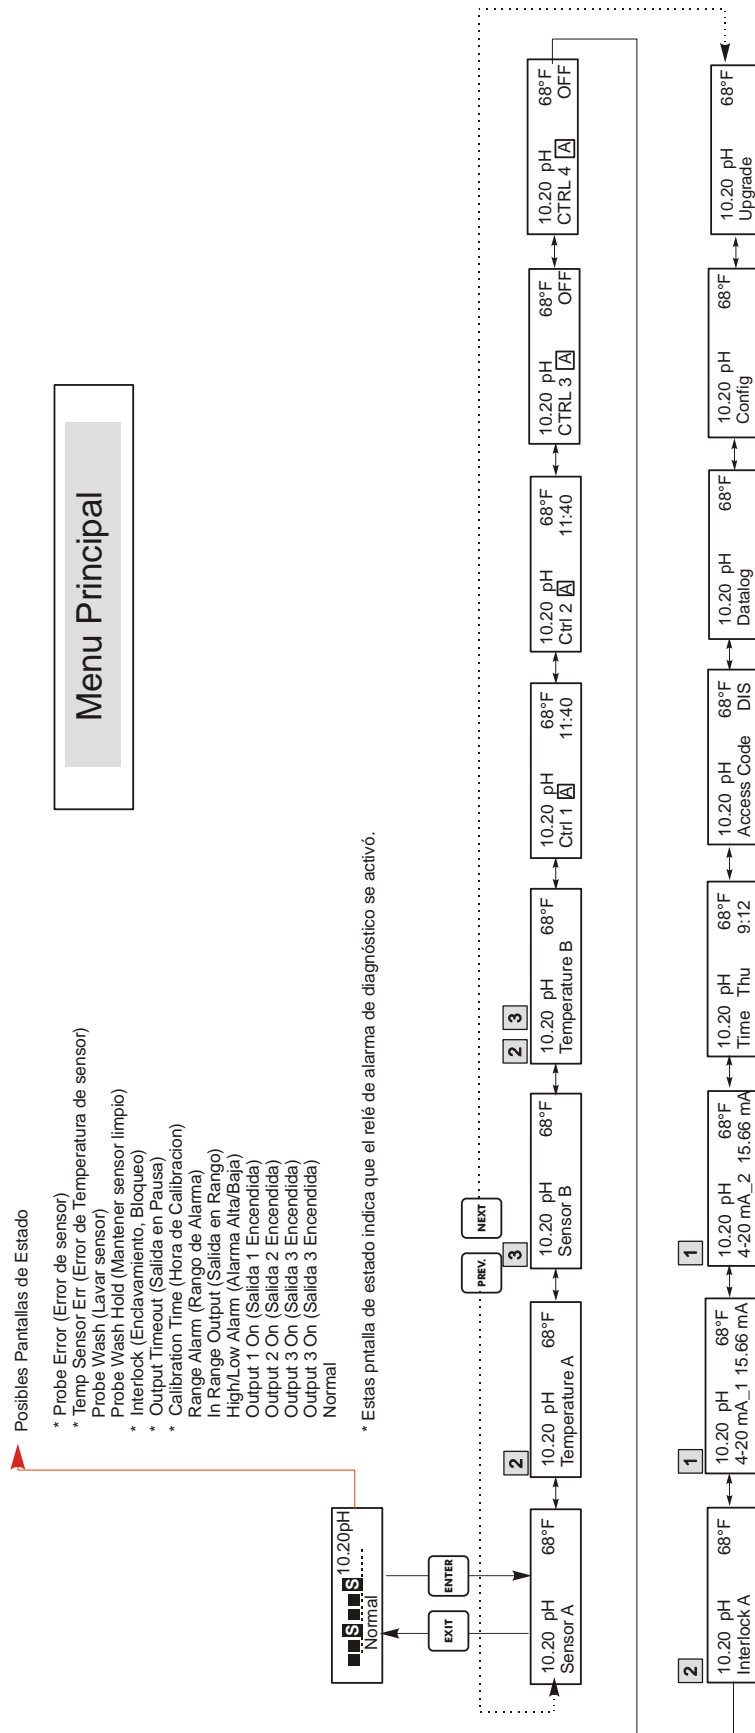 Menu Principal
Posibles Pantallas de Estado
* Probe Error (Error de sensor)
* Temp Sensor Err (Error de Temperatura de sensor)
Probe Wash (Lavar sensor)
Probe Wash Hold (Mantener sensor limpio)
* Interlock (Enclavamiento, Bloqueo)
* Output Timeout (Salida en Pausa)
* Calibration Time (Hora de Calibracion)
Range Alarm (Rango de Alarma)
In Range Output (Salida en Rango)
High/Low Alarm (Alarma Alta/Baja)
Output 1 On (Salida 1 Encendida)
Output 2 On (Salida 2 Encendida)
Output 3 On (Salida 3 Encendida)
Output 3 On (Salida 3 Encendida)
Normal
* Estas pntalla de estado indica que el relé de alarma de diagnóstico se activó.
S S 10.20pH
Normal
EXIT
ENTER
PREV.
NEXT
10.20 pH 68°F
Sensor A
2
10.20 pH 68°F
Temperature A
3
10.20 pH 68°F
Sensor B
2 3
10.20 pH 68°F
Temperature B
10.20 pH 68°F
Ctrl 1 A 11:40
10.20 pH 68°F
Ctrl 2 A 11:40
10.20 pH 68°F
CTRL 3 A OFF
10.20 pH 68°F
CTRL 4 A OFF
2
10.20 pH 68°F
Interlock A
1
10.20 pH 68°F
4-20 mA_1 15.66 mA
1
10.20 pH 68°F
4-20 mA_2 15.66 mA
10.20 pH 68°F
Time Thu 9:12
10.20 pH 68°F
Access Code DIS
10.20 pH 68°F
Datalog
10.20 pH 68°F
Config
10.20 pH 68°F
Upgrade